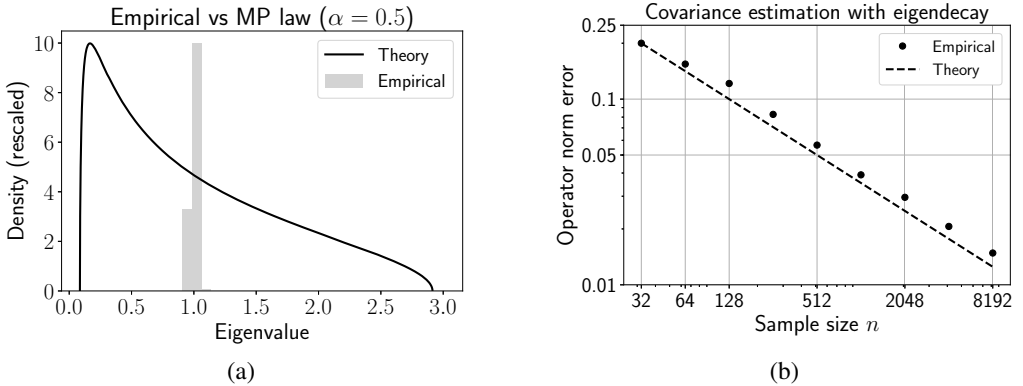 Empirical vs MP law (α = 0.5)
Density (rescaled)
10
8
6
4
2
0
Theory
Empirical
0.0 0.5 1.0 1.5 2.0 2.5 3.0
Eigenvalue
(a)
Covariance estimation with eigendecay
Operator norm error
0.25
0.1
0.05
0.01
Empirical
Theory
32 64 128 512 2048 8192
Sample size n
(b)